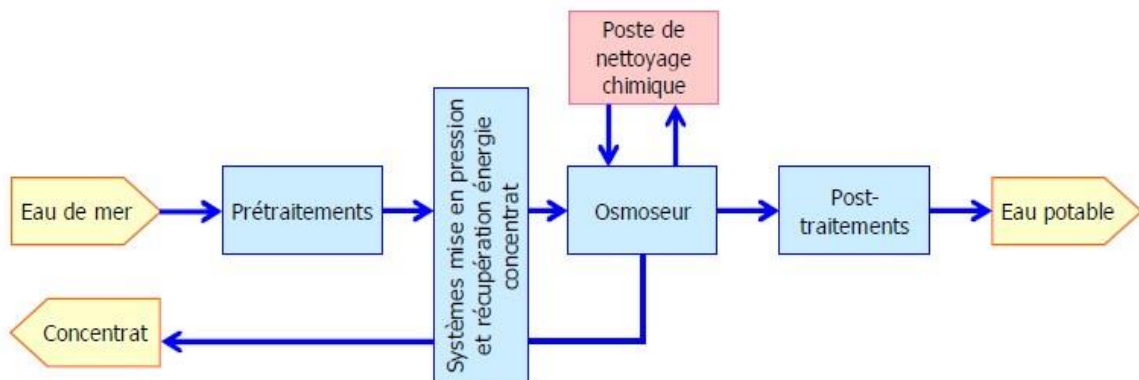 Poste de
nettoyage
chimique
Eau de mer
Prétraitements
Systèmes mise en pression
et récupération énergie
concentrat
Osmoseur
Post-
traitements
Eau potable
Concentrat